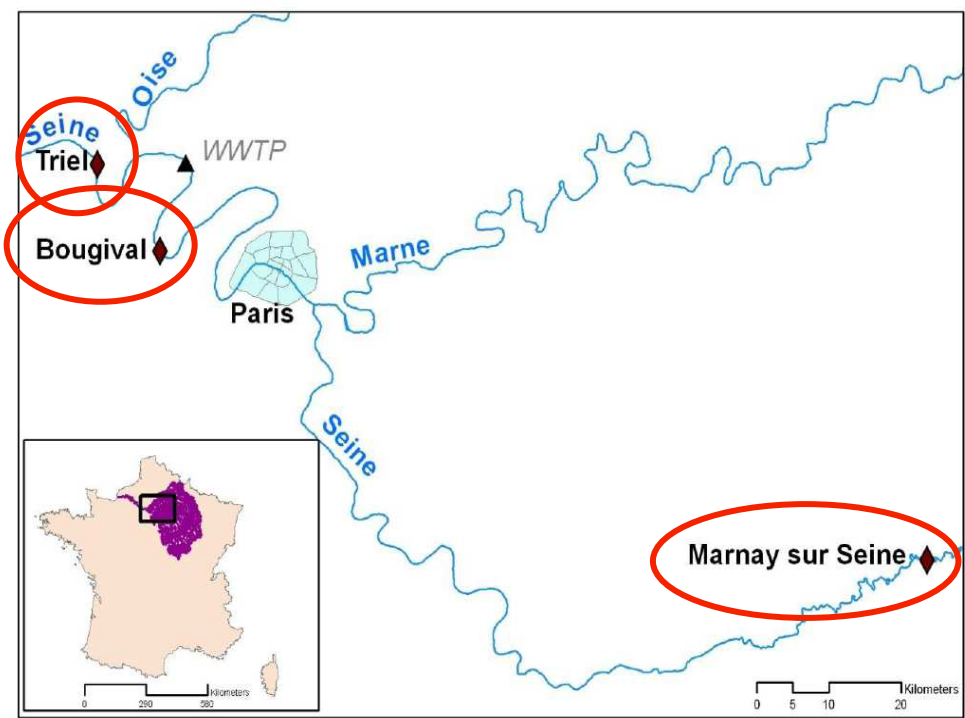 Oise
Seine
Triel
WWTP
Bougival
Marne
Paris
Seine
Marnay sur Seine
Kilometers
0 290 580
Kilometers
0 5 10 20